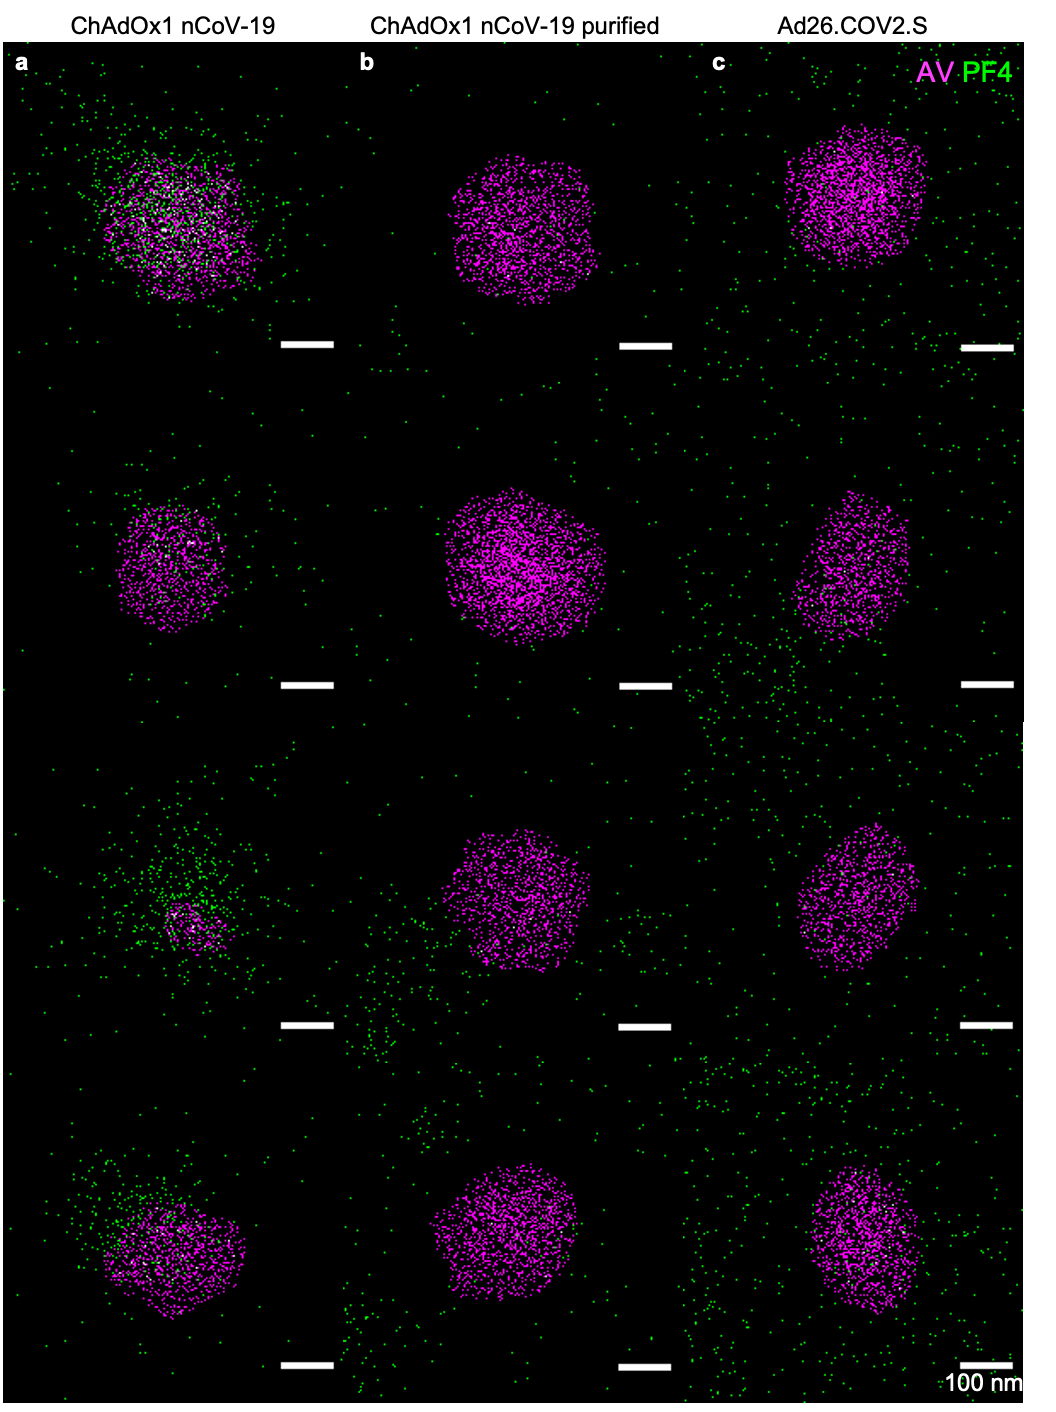 ChAdOx1 nCoV-19
ChAdOx1 nCoV-19 purified
Ad26.COV2.S
a
b
c
AV PF4
100 nm